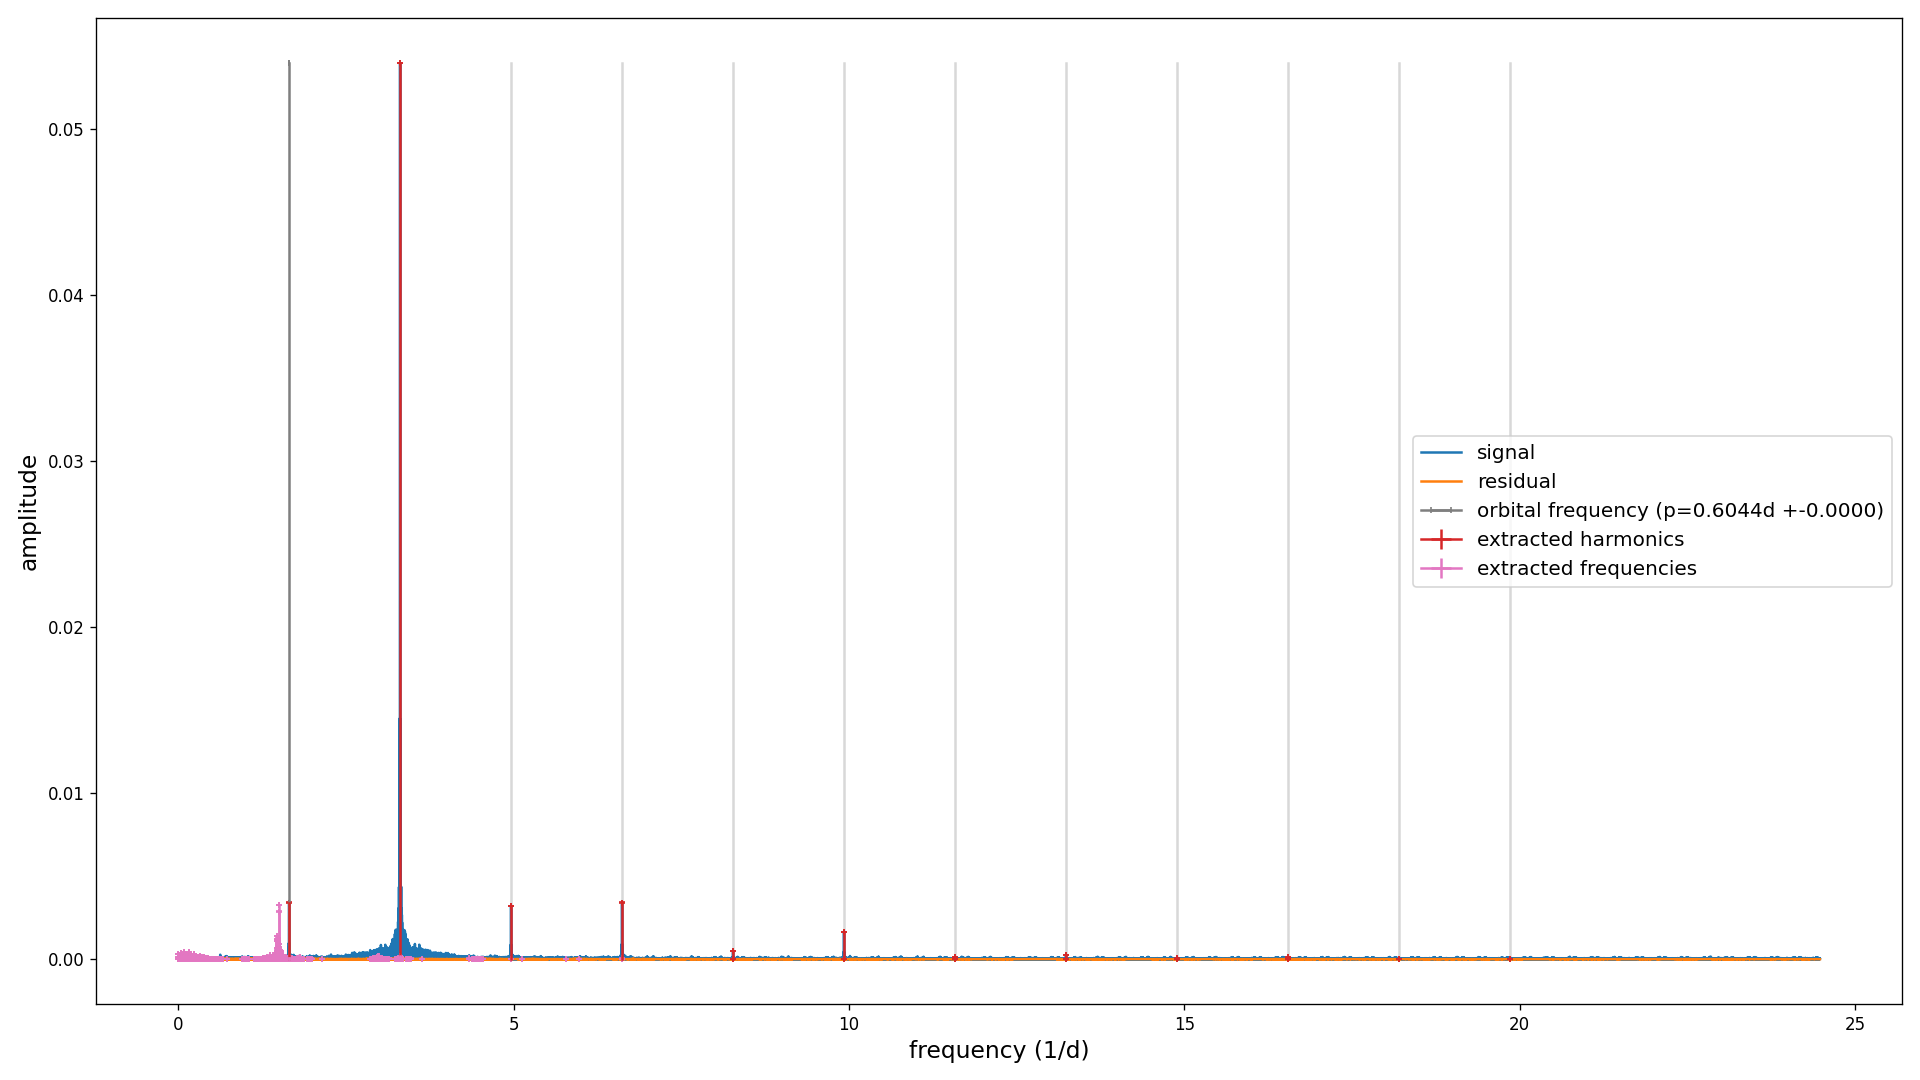 amplitude
0.05
0.04
0.03
0.02
0.01
0.00
0
5
10
15
20
25
frequency (1/d)
signal
residual
orbital frequency (p=0.6044d +-0.0000)
extracted harmonics
extracted frequencies